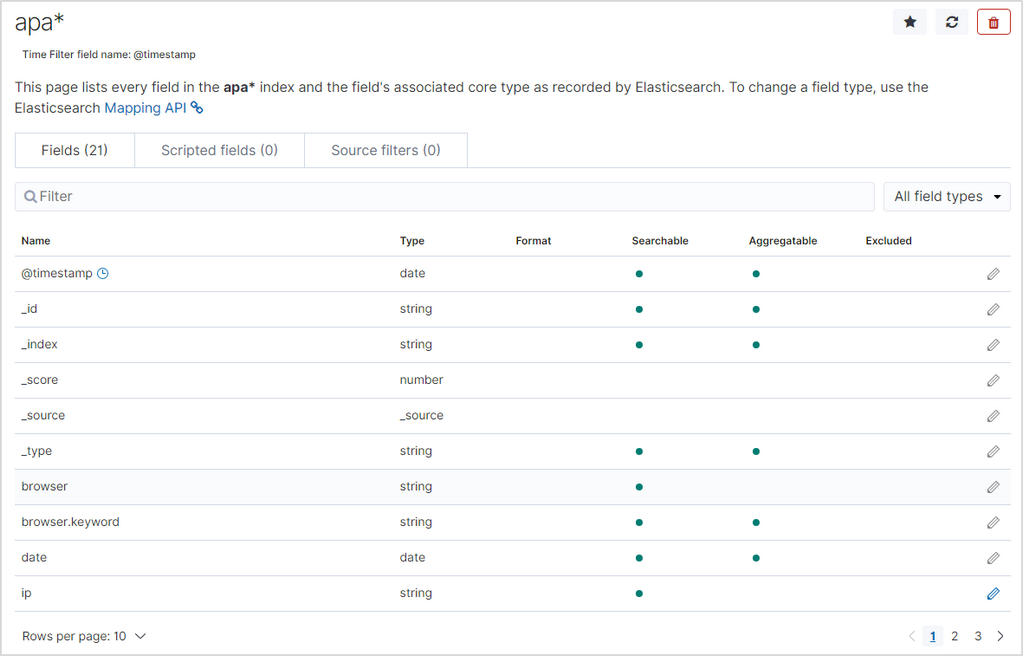 apa*
Time Filter field name: @timestamp
This page lists every field in the apa* index and the field's associated core type as recorded by Elasticsearch. To change a field type, use the
Elasticsearch Mapping API
Fields (21) Scripted fields (0) Source filters (0)
Filter All field types
Name Type Format Searchable Aggregatable Excluded
@timestamp date
_id string
_index string
_score number
_source _source
_type string
browser string
browser.keyword string
date date
ip string
Rows per page: 10 1 2 3